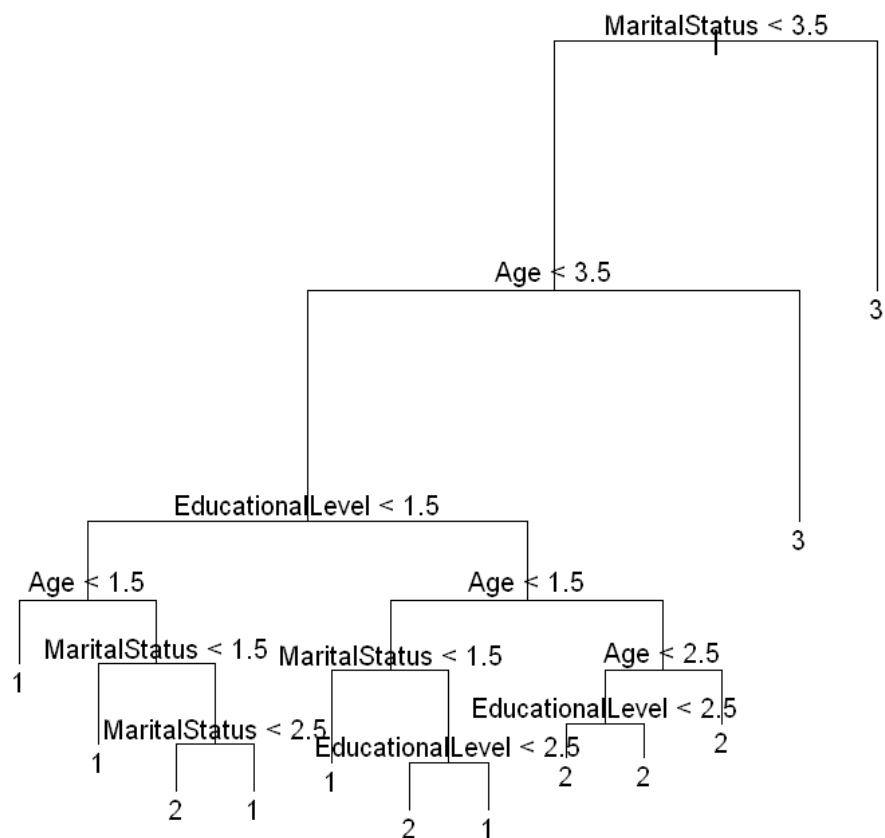 MaritalStatus < 3.5
Age < 3.5
3
EducationalLevel < 1.5
3
Age < 1.5
Age < 1.5
MaritalStatus < 1.5
MaritalStatus < 1.5
Age < 2.5
1
EducationalLevel < 2.5
MaritalStatus < 2.5
EducationalLevel < 2.5
2
1
1
2
2
2
1
2
1